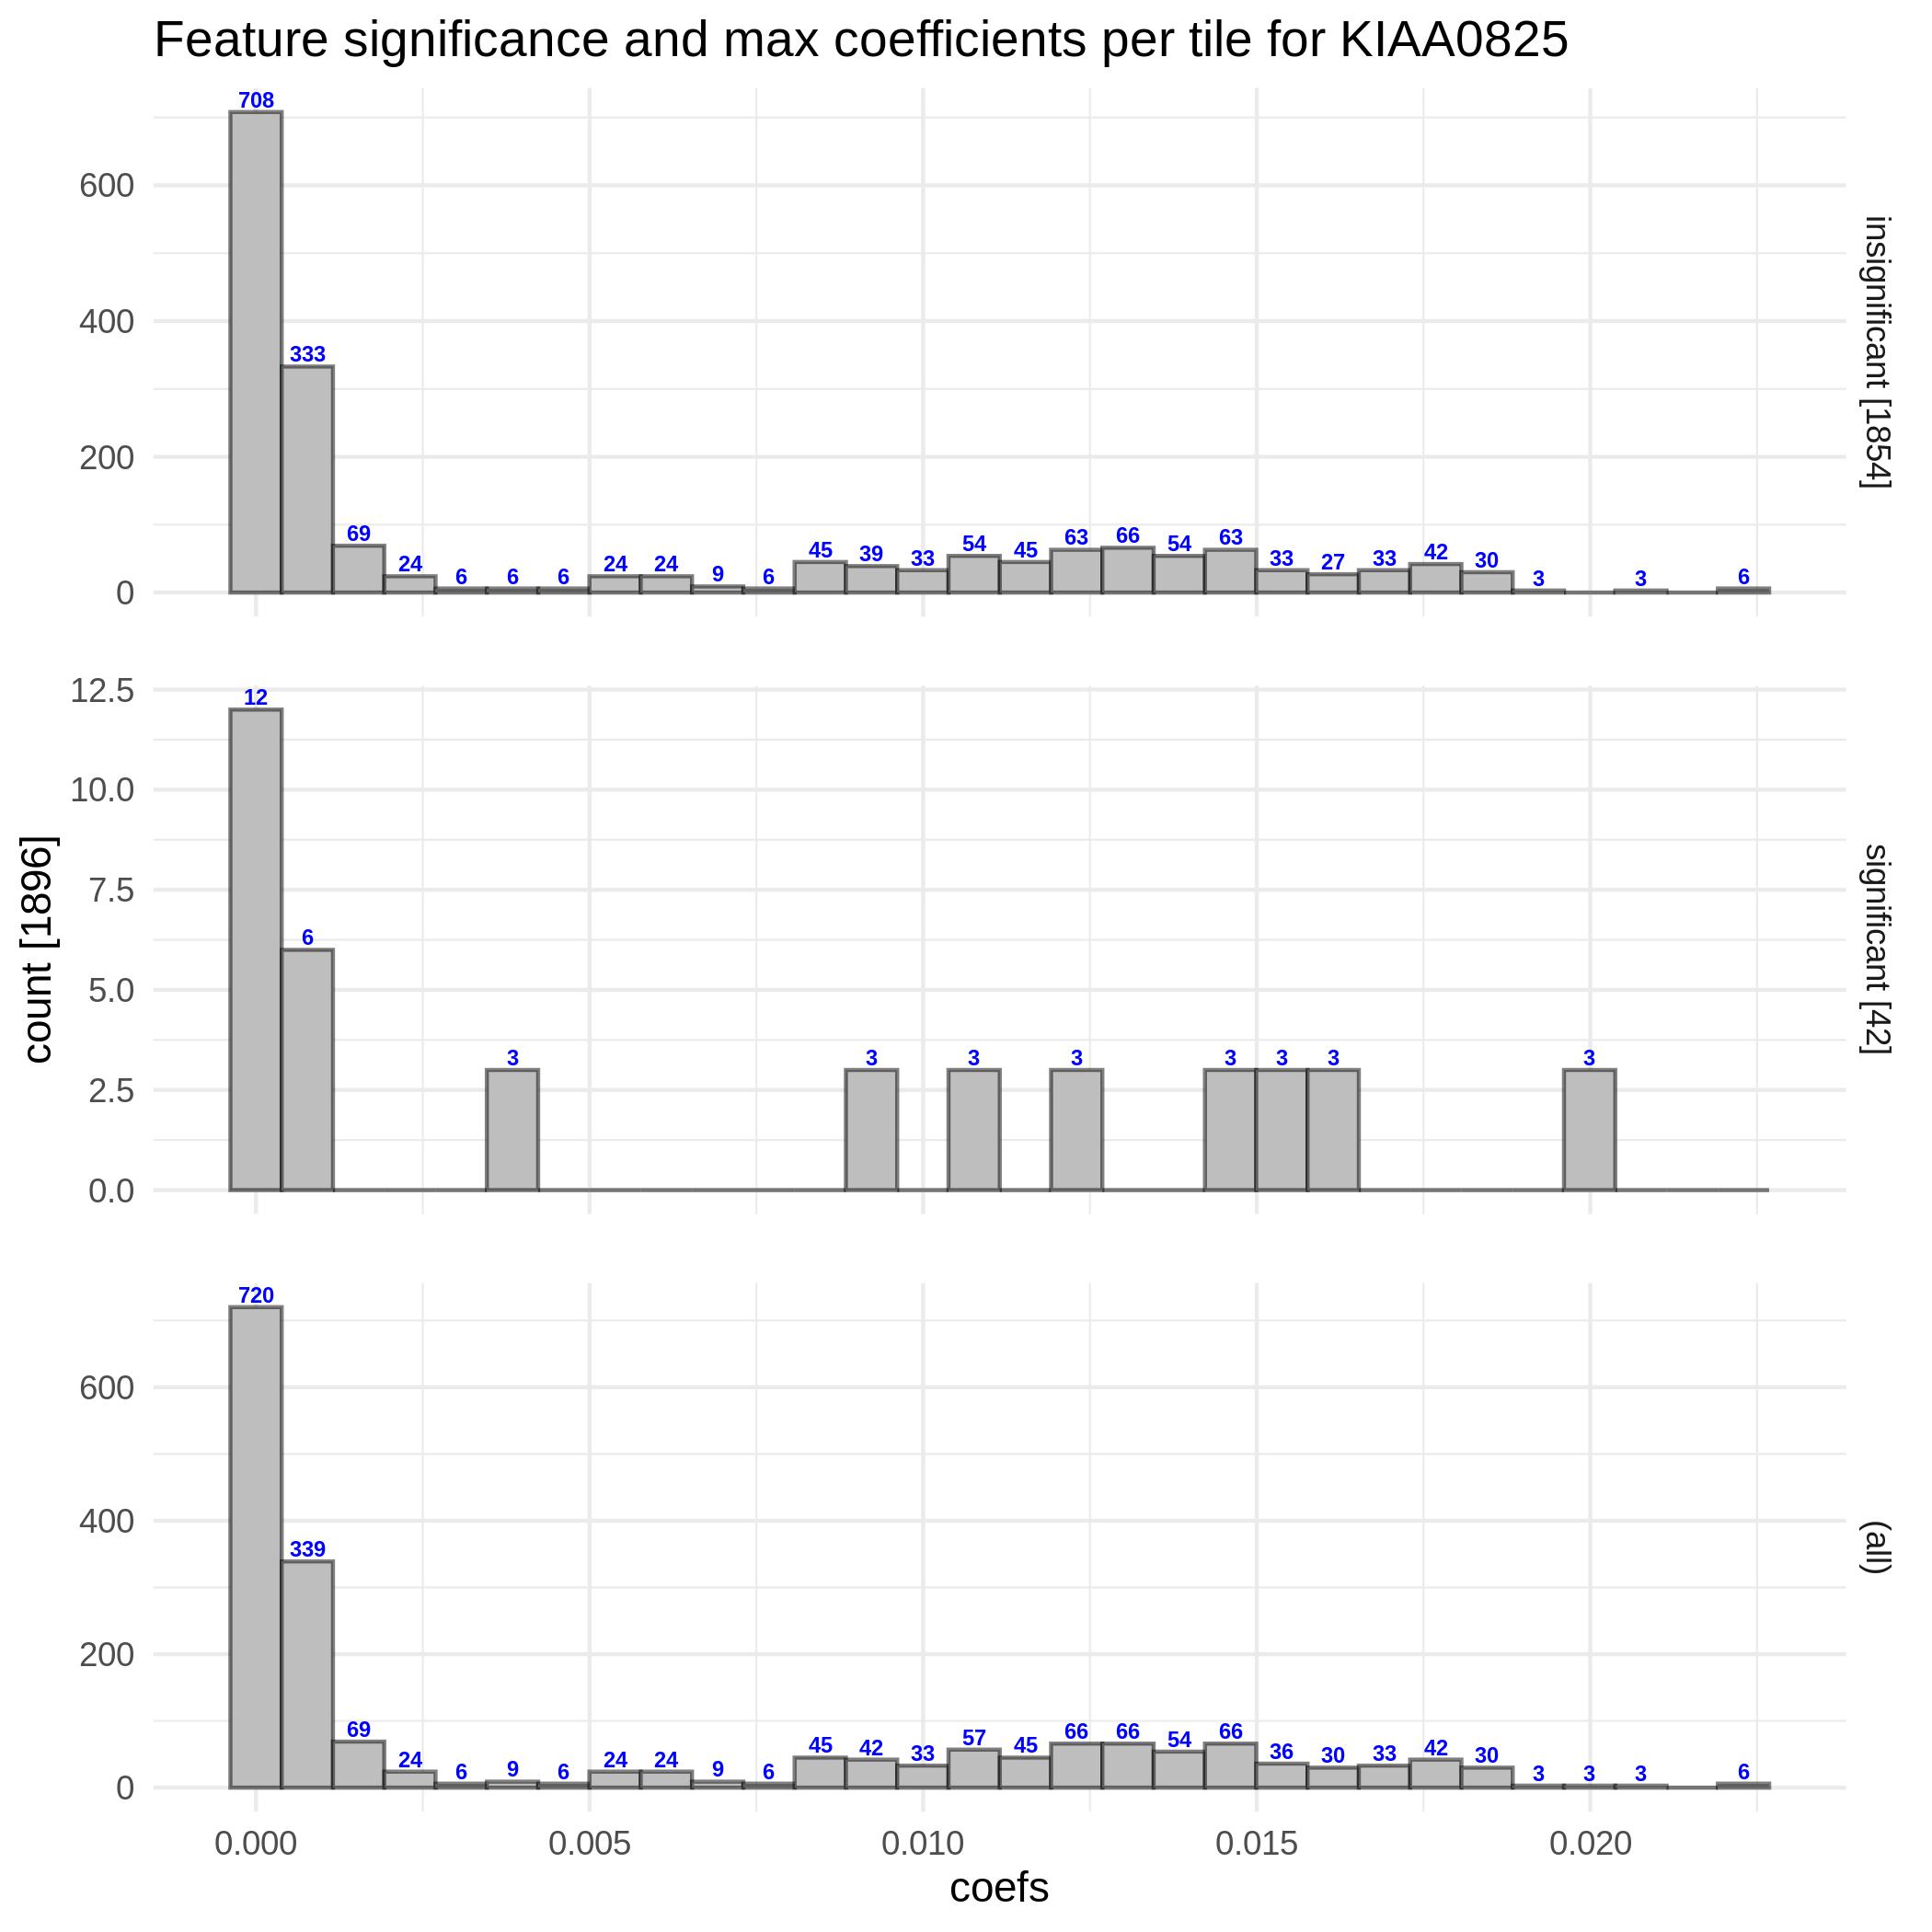 Feature significance and max coefficients per tile for KIAA0825
708
333
69 24 6 6 6 24 24 9 6 45 39 33 54 45 63 66 54 63 33 27 33 42 30 3 3 6
600
400
200
0
insignificant [1854]
12
6
3 3 3 3 3 3 3 3
12.5
10.0
7.5
5.0
2.5
0.0
significant [42]
count [1896]
720
339
69 24 6 9 6 24 24 9 6 45 42 33 57 45 66 66 54 66 36 30 33 42 30 3 3 3 6
600
400
200
0
(all)
0.000 0.005 0.010 0.015 0.020
coefs